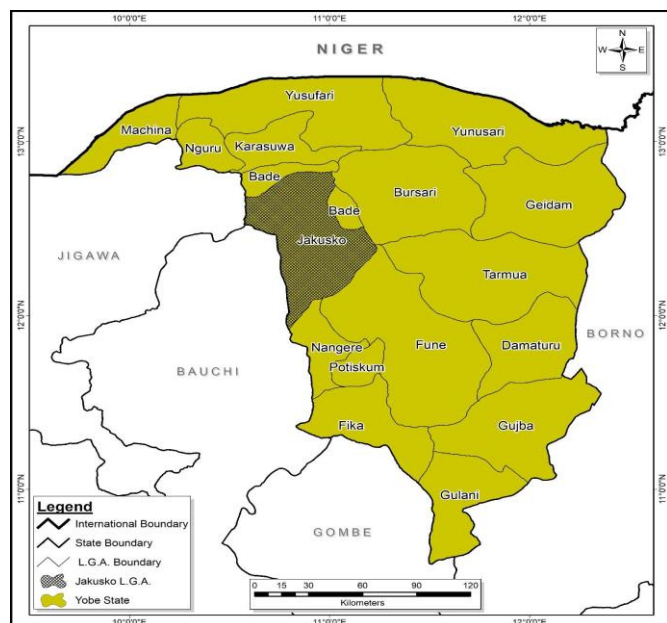 10°0'0"E 11°0'0"E 12°0'0"E
NIGER
N
W E
S
Yusufari
Machina
Yunusari
13°0'0"N 13°0'0"N
Nguru
Karasuwa
Bade
Bursari
Geidam
Bade
Jakusko
JIGAWA
Tarmua
12°0'0"N 12°0'0"N
BORNO
Nangere
Fune
Damaturu
BAUCHI
Potiskum
Fika
Gujba
11°0'0"N 11°0'0"N
Gulani
Legend
International Boundary
State Boundary
L.G.A. Boundary
Jakusko L.G.A.
Yobe State
GOMBE
0 15 30 60 90 120
Kilometers
10°0'0"E 11°0'0"E 12°0'0"E